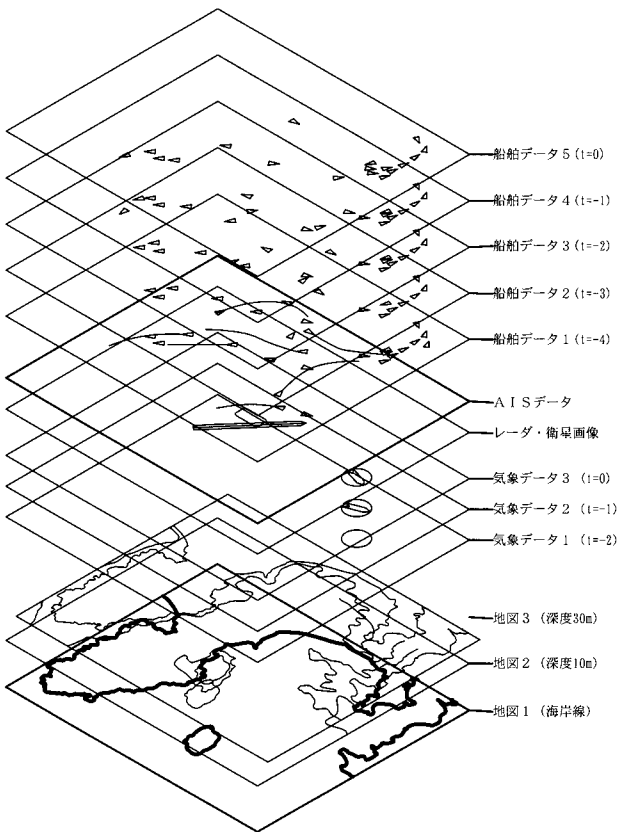 船舶データ５(t=0)
船舶データ４(t=-1)
船舶データ３(t=-2)
船舶データ２(t=-3)
船舶データ１(t=-4)
ＡＩＳデータ
レーダ・衛星画像
気象データ３ (t=0)
気象データ２ (t=-1)
気象データ１ (t=-2)
地図３ (深度30m)
地図２ (深度10m)
地図１ (海岸線)